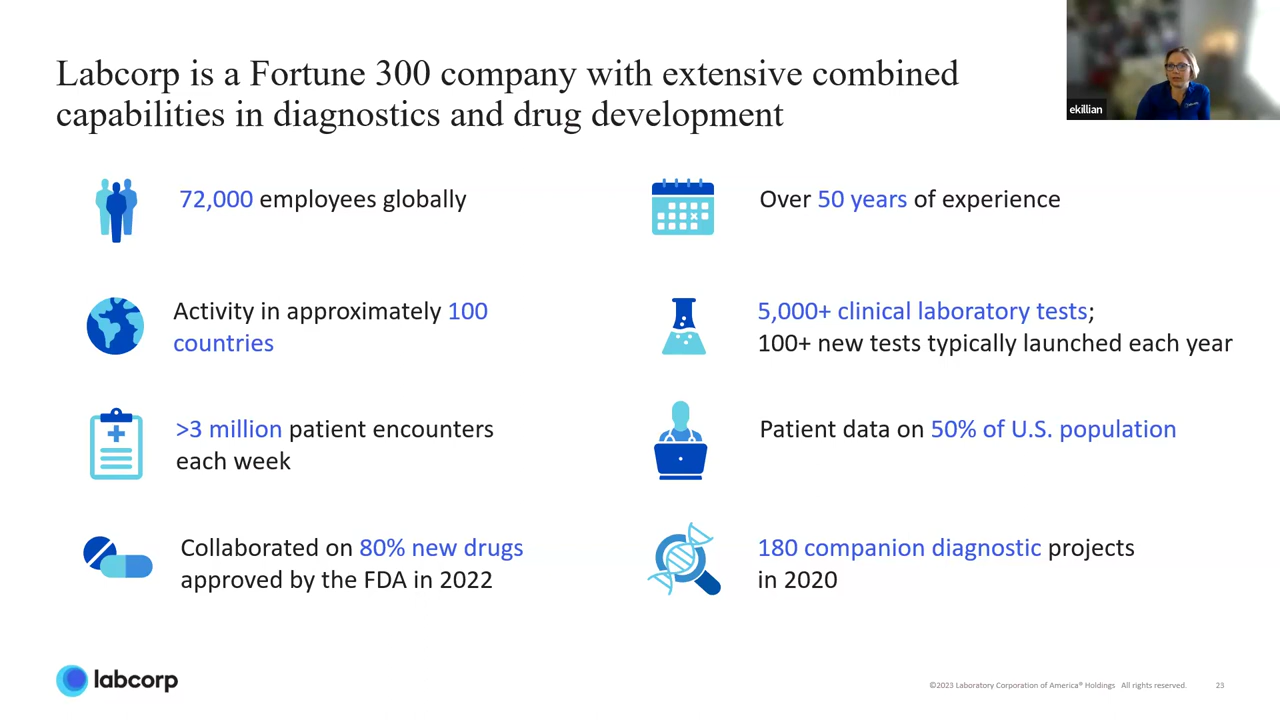 Labcorp is a Fortune 300 company with extensive combined
capabilities in diagnostics and drug development
ekillian
72,000 employees globally
Over 50 years of experience
Activity in approximately 100
countries
5,000+ clinical laboratory tests;
100+ new tests typically launched each year
>3 million patient encounters
each week
Patient data on 50% of U.S. population
Collaborated on 80% new drugs
approved by the FDA in 2022
180 companion diagnostic projects
in 2020
labcorp
©2023 Laboratory Corporation of America® Holdings All rights reserved. 23